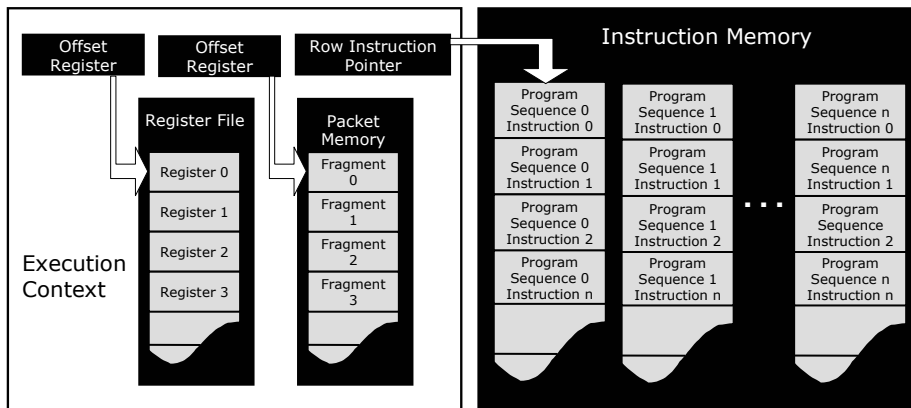 Offset
Register
Offset
Register
Row Instruction
Pointer
Register File
Register 0
Register 1
Register 2
Register 3
Packet
Memory
Fragment
0
Fragment
1
Fragment
2
Fragment
3
Execution
Context
Instruction Memory
Program
Sequence 0
Instruction 0
Program
Sequence 0
Instruction 1
Program
Sequence 0
Instruction 2
Program
Sequence 0
Instruction n
Program
Sequence 1
Instruction 0
Program
Sequence 1
Instruction 1
Program
Sequence 1
Instruction 2
Program
Sequence 1
Instruction n
...
Program
Sequence n
Instruction 0
Program
Sequence n
Instruction 1
Program
Sequence
Instruction 2
Program
Sequence n
Instruction n